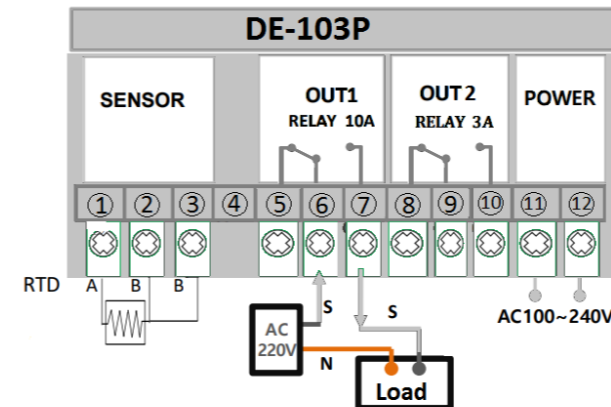 DE-103P
SENSOR
OUT1
RELAY 10A
OUT 2
RELAY 3A
POWER
① ② ③ ④ ⑤ ⑥ ⑦ ⑧ ⑨ ⑩ ⑪ ⑫
RTD A B B
S
S
AC100~240V
AC
220V
N
Load